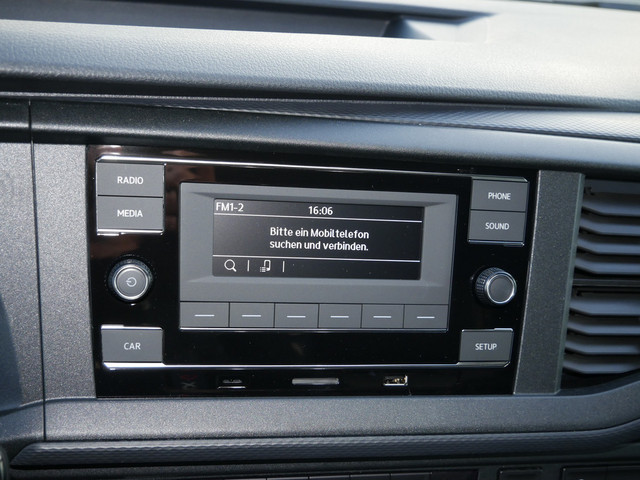 RADIO
MEDIA
FM1-2 16:06
Bitte ein Mobiltelefon
suchen und verbinden.
PHONE
SOUND
CAR
SETUP